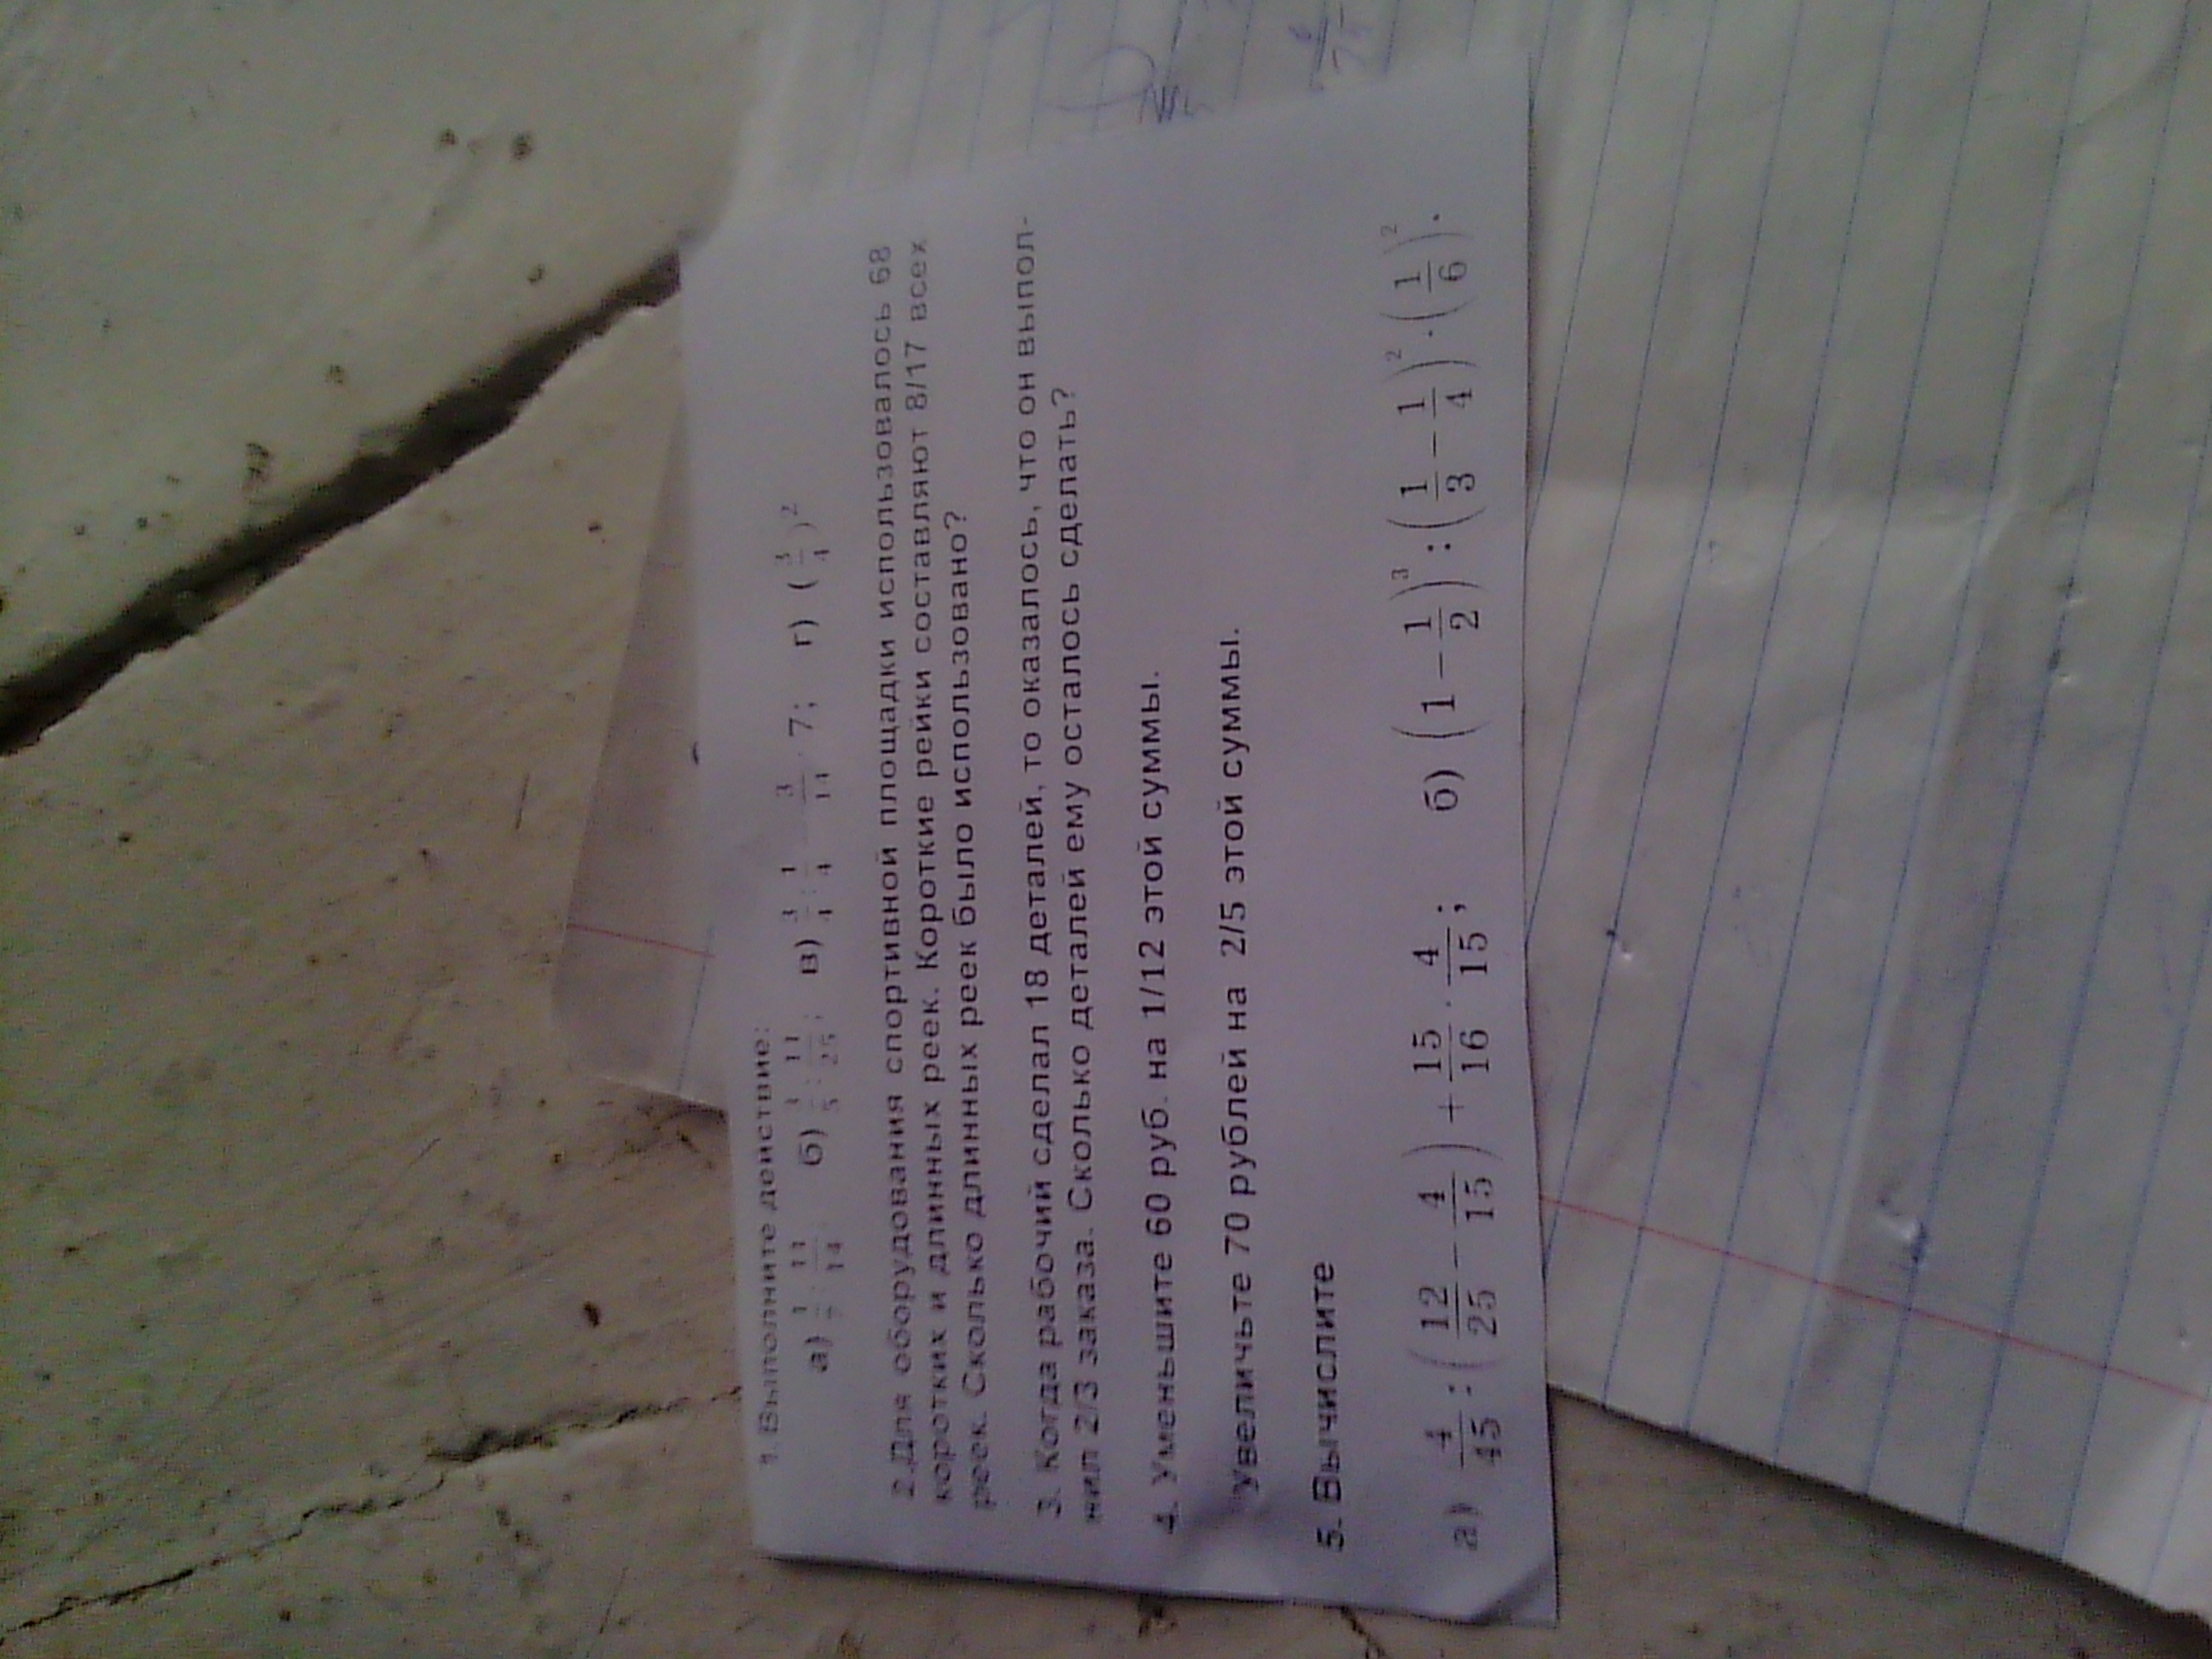 1. Выполните действие:
а) 11/14 б) 11/25; в) 3/4 : 1/4 3/11 · 7; г) (3/4)²
2. Для оборудования спортивной площадки использовалось 68
коротких и длинных реек. Короткие рейки составляют 8/17 всех
реек. Сколько длинных реек было использовано?
3. Когда рабочий сделал 18 деталей, то оказалось, что он выпол-
нил 2/3 заказа. Сколько деталей ему осталось сделать?
4. Уменьшите 60 руб. на 1/12 этой суммы.
Увеличьте 70 рублей на 2/5 этой суммы.
5. Вычислите
а) 4/45 : (12/25 − 4/15) + 15/16 · 4/15; б) (1 − 1/2)³ : (1/3 − 1/4)² · (1/6)².